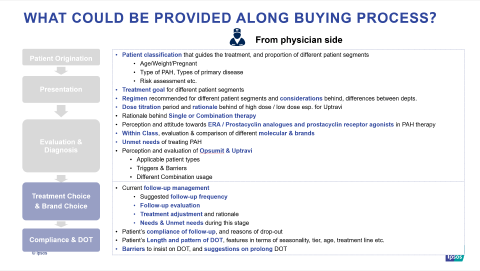 WHAT COULD BE PROVIDED ALONG BUYING PROCESS?
From physician side
Patient Origination
Presentation
Evaluation &
Diagnosis
Treatment Choice
& Brand Choice
Compliance & DOT
• Patient classification that guides the treatment, and proportion of different patient segments
• Age/Weight/Pregnant
• Type of PAH, Types of primary disease
• Risk assessment etc.
• Treatment goal for different patient segments
• Regimen recommended for different patient segments and considerations behind, differences between depts.
• Dose titration period and rationale behind of high dose / low dose esp. for Uptravi
• Rationale behind Single or Combination therapy
• Perception and attitude towards ERA / Prostacyclin analogues and prostacyclin receptor agonists in PAH therapy
• Within Class, evaluation & comparison of different molecular & brands
• Unmet needs of treating PAH
• Perception and evaluation of Opsumit & Uptravi
• Applicable patient types
• Triggers & Barriers
• Different Combination usage
• Current follow-up management
• Suggested follow-up frequency
• Follow-up evaluation
• Treatment adjustment and rationale
• Needs & Unmet needs during this stage
• Patient's compliance of follow-up, and reasons of drop-out
• Patient's Length and pattern of DOT, features in terms of seasonality, tier, age, treatment line etc.
• Barriers to insist on DOT, and suggestions on prolong DOT
© Ipsos
Ipsos